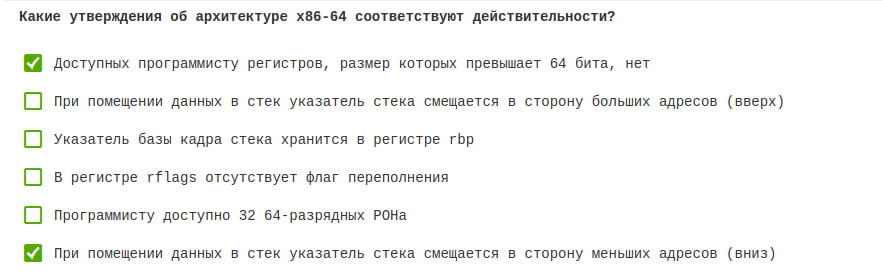 Какие утверждения об архитектуре x86-64 соответствуют действительности?
Доступных программисту регистров, размер которых превышает 64 бита, нет
При помещении данных в стек указатель стека смещается в сторону больших адресов (вверх)
Указатель базы кадра стека хранится в регистре rbp
В регистре rflags отсутствует флаг переполнения
Программисту доступно 32 64-разрядных РОНа
При помещении данных в стек указатель стека смещается в сторону меньших адресов (вниз)